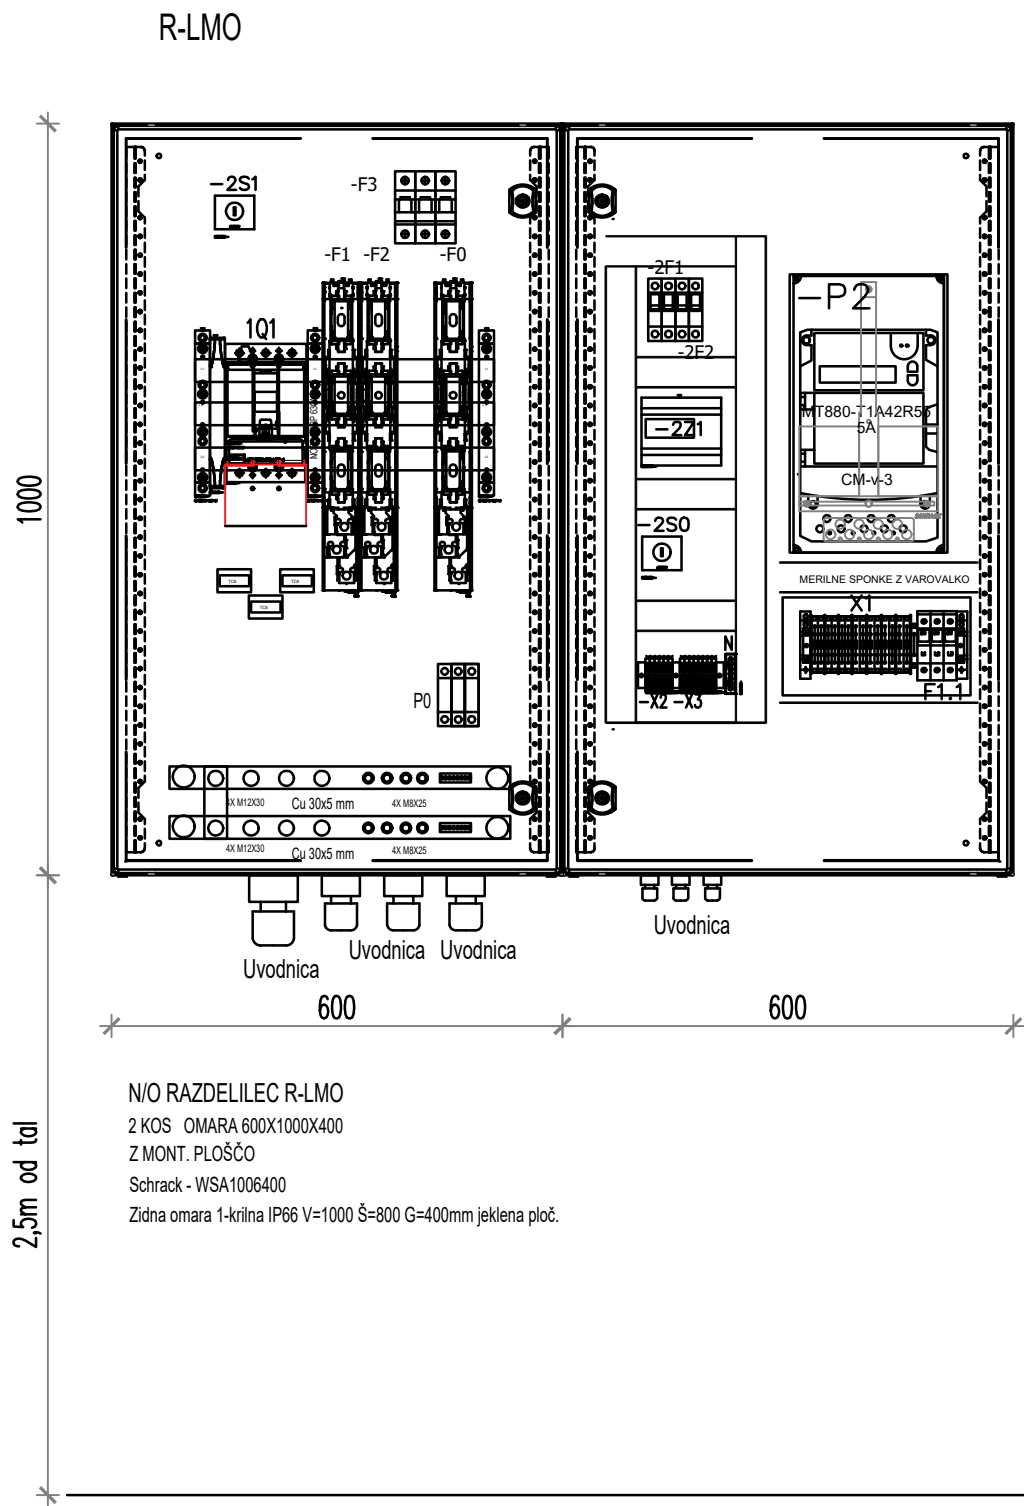 R-LMO
-2S1
-F3
-F1
-F2
-F0
1Q1
-2F1
-2F2
-P2
MT880-T1A42R56
5A
CM-v-3
-2Z1
-2S0
MERILNE SPONKE Z VAROVALKO
X1
F1.1
N
-X2
-X3
P0
4X M12X30
Cu 30x5 mm
4X M8X25
4X M12X30
Cu 30x5 mm
4X M8X25
Uvodnica
Uvodnica
Uvodnica
Uvodnica
1000
600
600
2,5m od tal
N/O RAZDELILEC R-LMO
2 KOS OMARA 600X1000X400
Z MONT. PLOŠČO
Schrack - WSA1006400
Zidna omara 1-krilna IP66 V=1000 Š=800 G=400mm jeklena ploč.